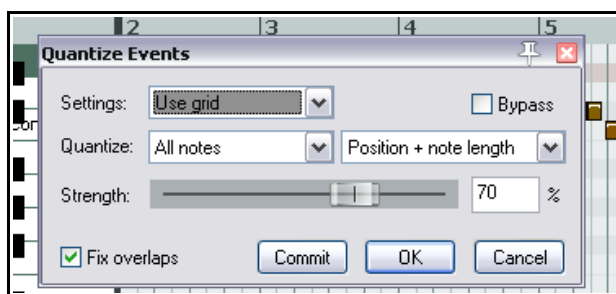 2 3 4 5
Quantize Events
Settings: Use grid Bypass
Quantize: All notes Position + note length
Strength: 70 %
Fix overlaps Commit OK Cancel